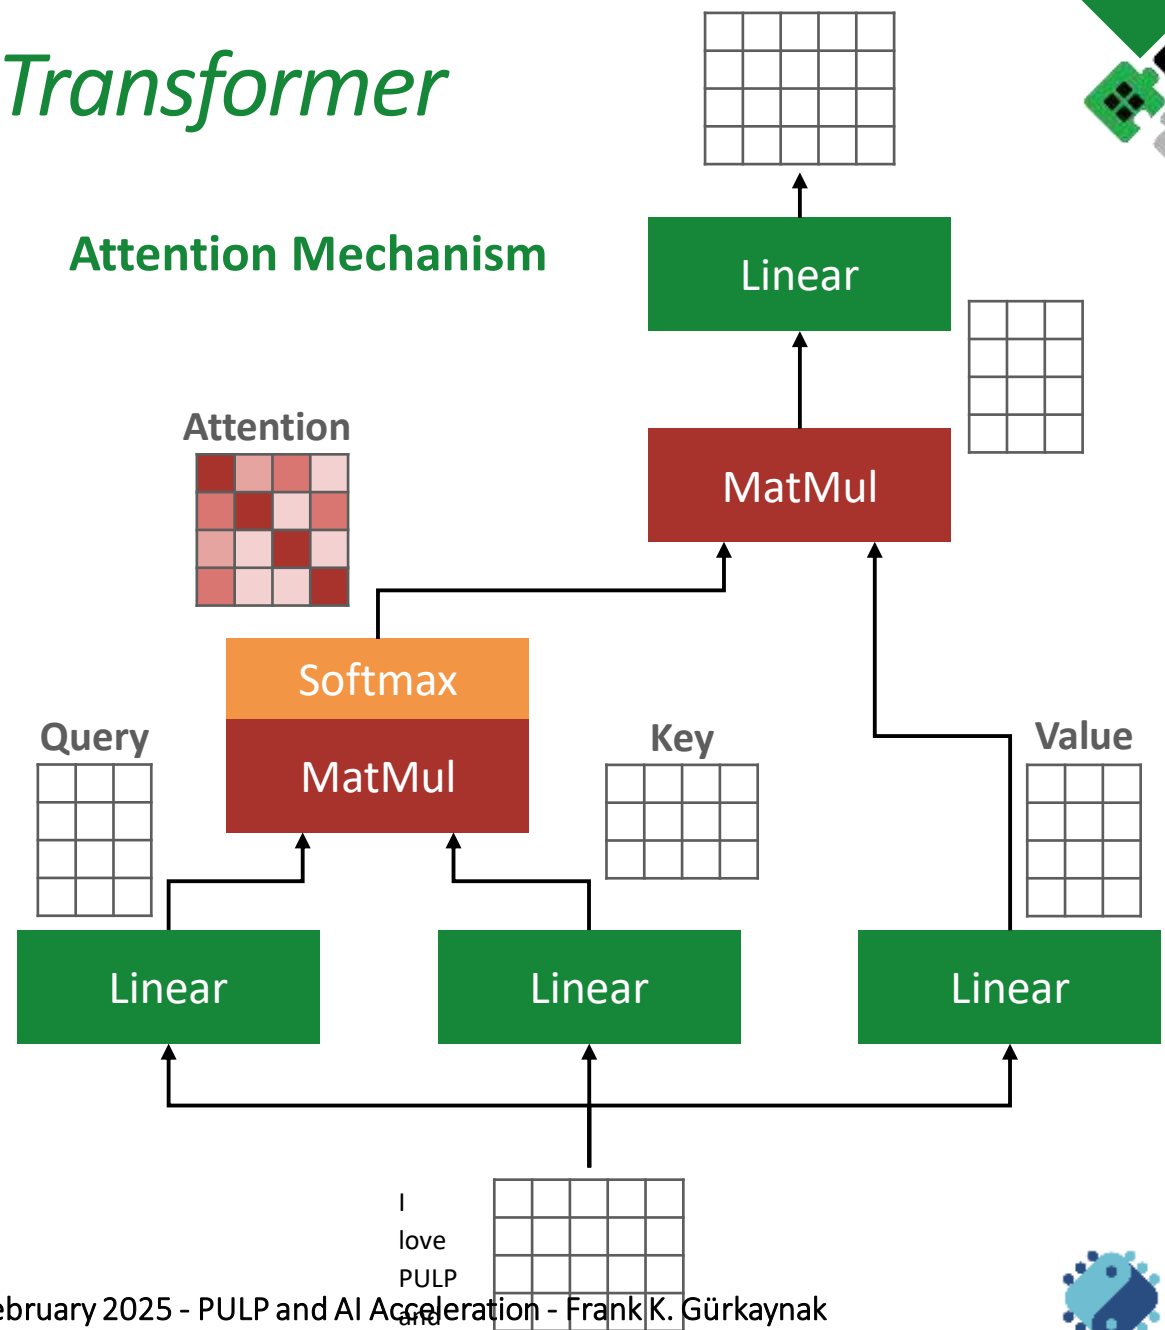 Transformer
Attention Mechanism
Linear
Attention
MatMul
Softmax
Query
Key
Value
MatMul
Linear
Linear
Linear
I
love
PULP
and
ebruary 2025 - PULP and AI Acceleration - Frank K. Gürkaynak